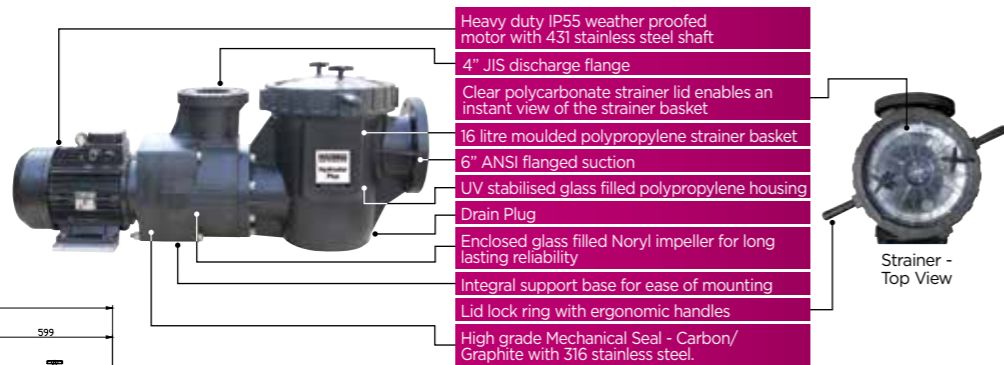 Heavy duty IP55 weather proofed
motor with 431 stainless steel shaft
4” JIS discharge flange
Clear polycarbonate strainer lid enables an
instant view of the strainer basket
16 litre moulded polypropylene strainer basket
6” ANSI flanged suction
UV stabilised glass filled polypropylene housing
Drain Plug
Enclosed glass filled Noryl impeller for long
lasting reliability
Integral support base for ease of mounting
Lid lock ring with ergonomic handles
High grade Mechanical Seal - Carbon/
Graphite with 316 stainless steel.
Strainer -
Top View
Hydrostar
Plus
599